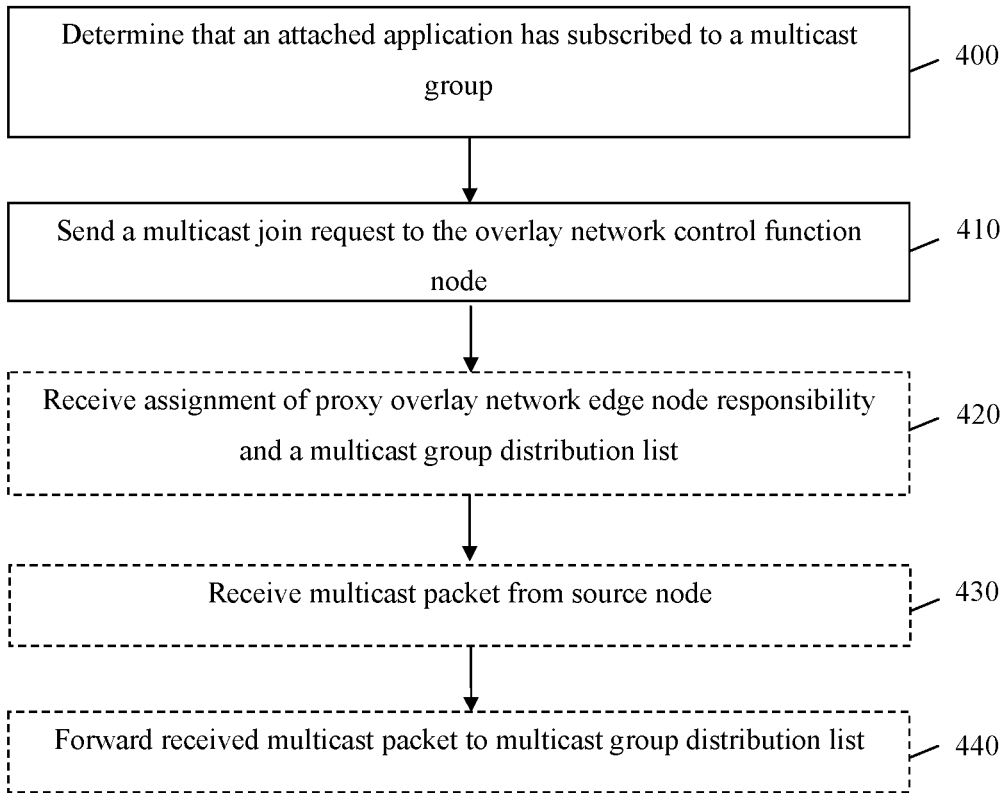 Determine that an attached application has subscribed to a multicast
group
400
Send a multicast join request to the overlay network control function
node
410
Receive assignment of proxy overlay network edge node responsibility
and a multicast group distribution list
420
Receive multicast packet from source node
430
Forward received multicast packet to multicast group distribution list
440